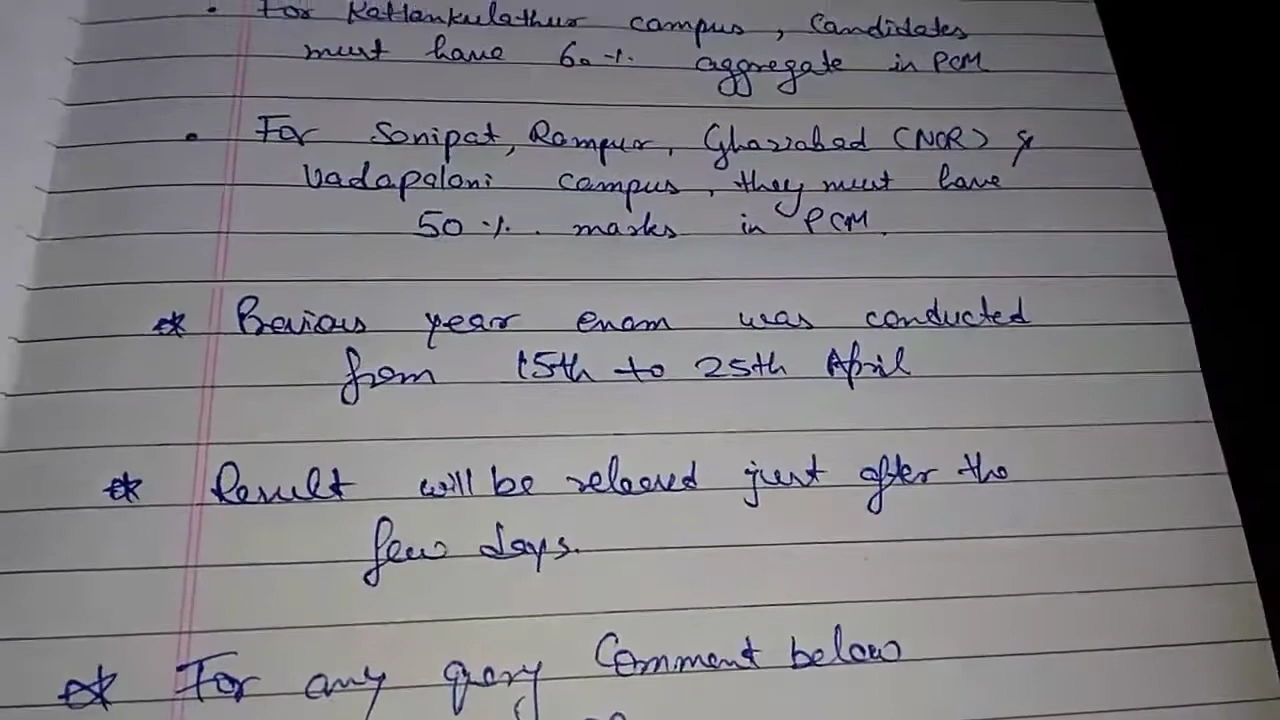 • For Kattankulathur campus, Candidates
must have 60% aggregate in PCM
• For Sonipat, Rampur, Ghaziabad (NCR) &
Vadapalani campus, they must have
50%. marks in PCM.
* Previous year exam was conducted
from 15th to 25th April
* Result will be released just after the
few days.
* For any query Comment below